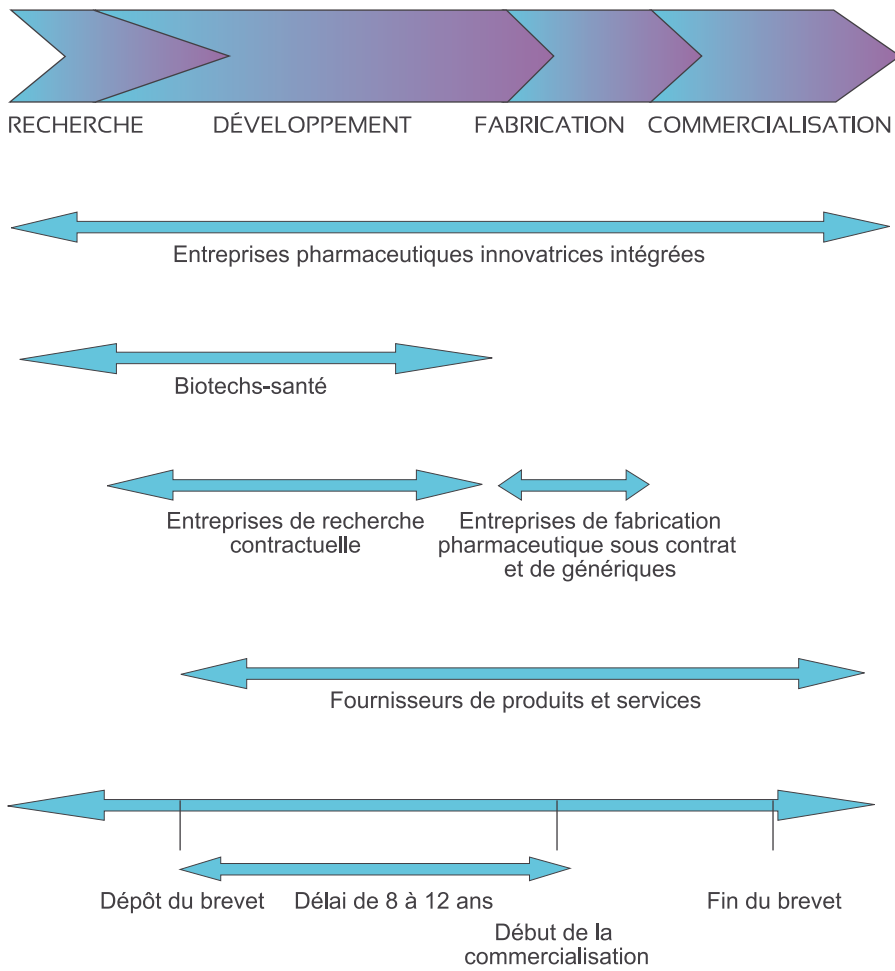 RECHERCHE DÉVELOPPEMENT FABRICATION COMMERCIALISATION
Entreprises pharmaceutiques innovatrices intégrées
Biotechs-santé
Entreprises de recherche
contractuelle
Entreprises de fabrication
pharmaceutique sous contrat
et de génériques
Fournisseurs de produits et services
Dépôt du brevet
Délai de 8 à 12 ans
Début de la
commercialisation
Fin du brevet